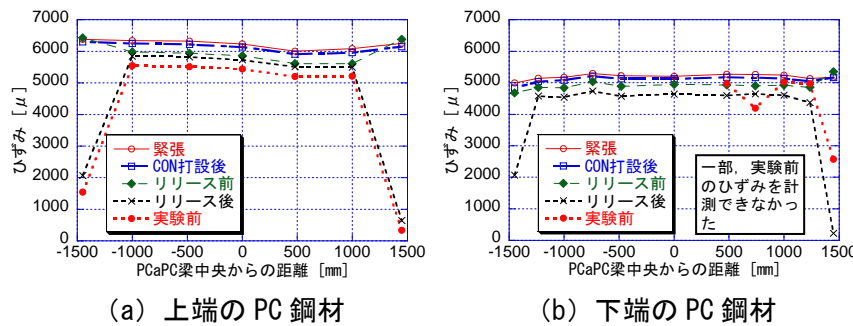 7000
6000
5000
4000
3000
2000
1000
0
ひずみ [μ]
緊張
CON打設後
リリース前
リリース後
実験前
-1500 -1000 -500 0 500 1000 1500
PCaPC梁中央からの距離 [mm]
(a) 上端の PC 鋼材
7000
6000
5000
4000
3000
2000
1000
0
ひずみ [μ]
緊張
CON打設後
リリース前
リリース後
実験前
一部,実験前
のひずみを計
測できなかっ
た
-1500 -1000 -500 0 500 1000 1500
PCaPC梁中央からの距離 [mm]
(b) 下端の PC 鋼材